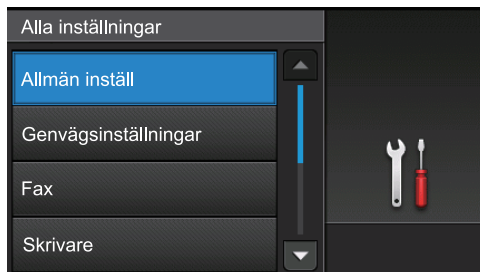 Alla inställningar
Allmän inställ
Genvägsinställningar
Fax
Skrivare